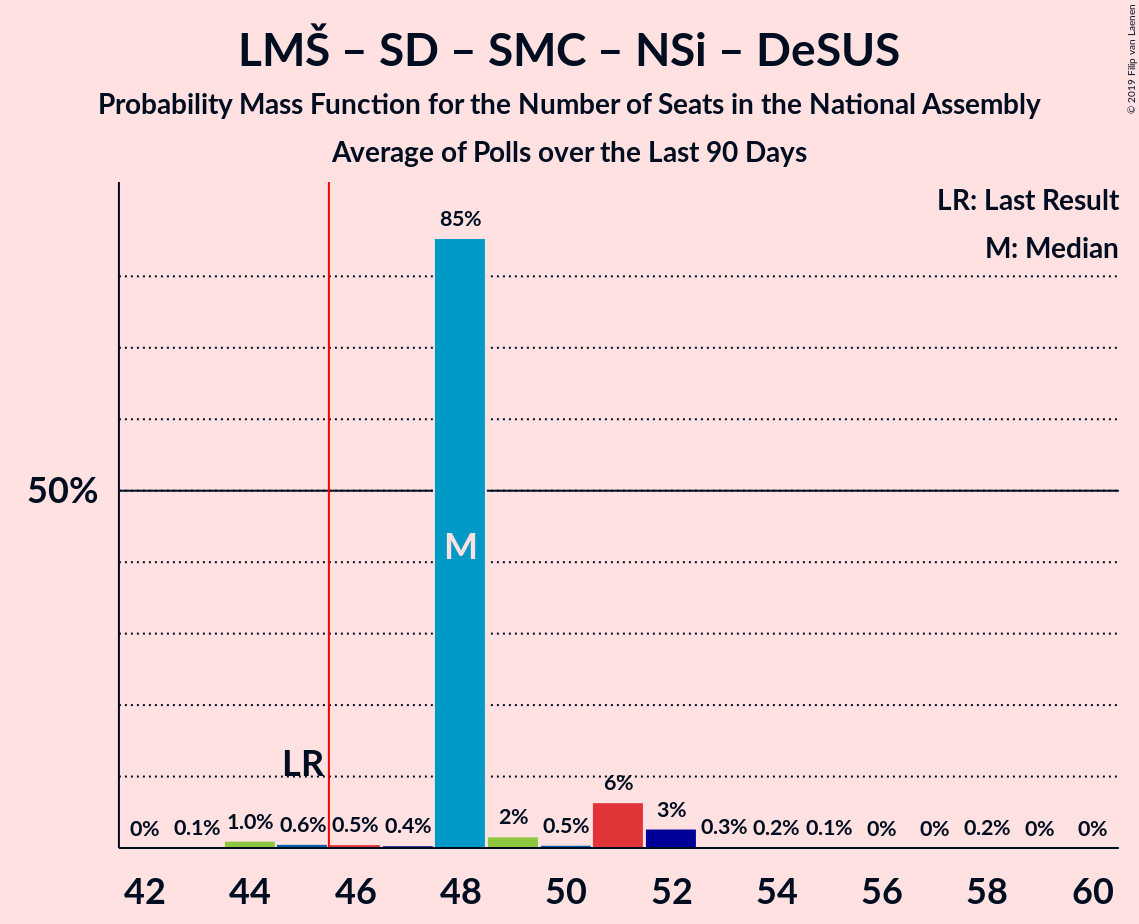 LMŠ – SD – SMC – NSi – DeSUS
Probability Mass Function for the Number of Seats in the National Assembly
Average of Polls over the Last 90 Days
© 2019 Filip van Laenen
LR: Last Result
M: Median
85%
50%
M
LR
0% 0.1% 1.0% 0.6% 0.5% 0.4% 2% 0.5% 6% 3% 0.3% 0.2% 0.1% 0% 0% 0.2% 0% 0%
42 44 46 48 50 52 54 56 58 60